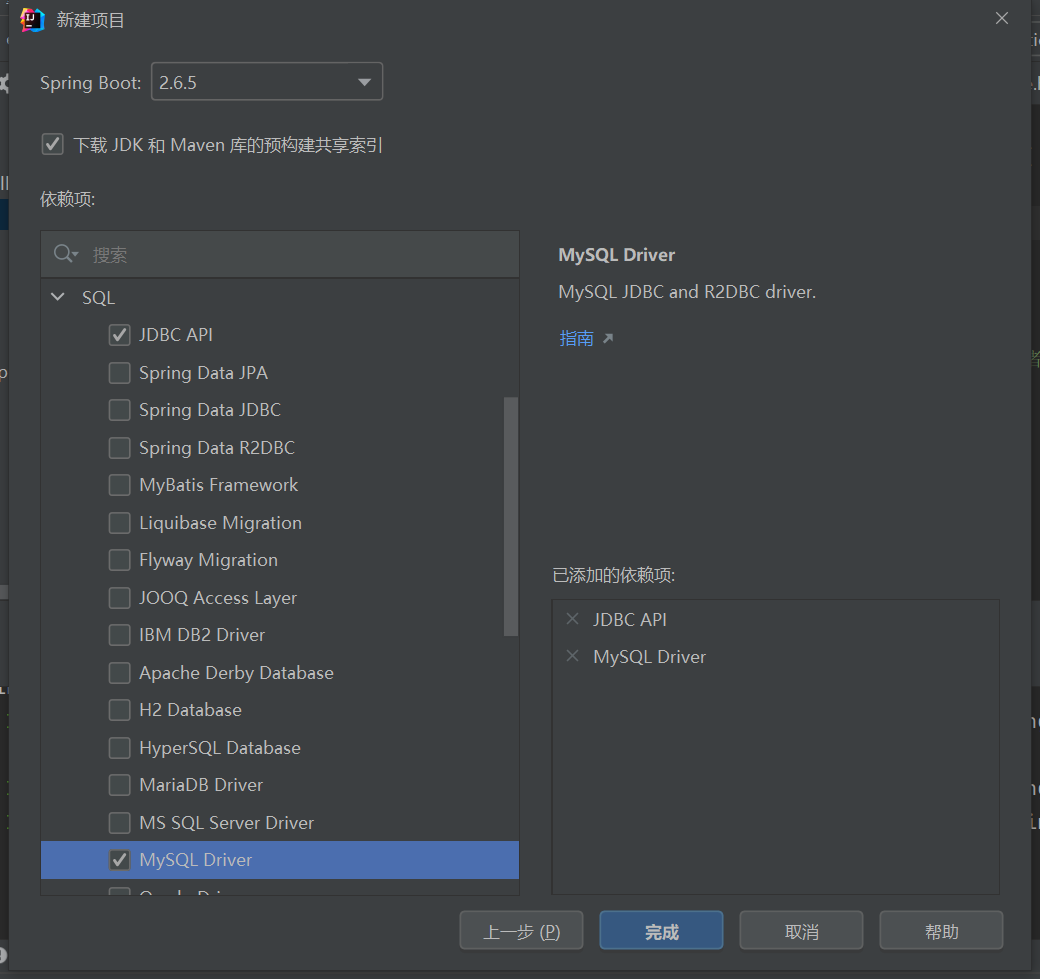 新建项目
Spring Boot: 2.6.5
下载 JDK 和 Maven 库的预构建共享索引
依赖项:
搜索
SQL
JDBC API
Spring Data JPA
Spring Data JDBC
Spring Data R2DBC
MyBatis Framework
Liquibase Migration
Flyway Migration
JOOQ Access Layer
IBM DB2 Driver
Apache Derby Database
H2 Database
HyperSQL Database
MariaDB Driver
MS SQL Server Driver
MySQL Driver
MySQL Driver
MySQL JDBC and R2DBC driver.
指南
已添加的依赖项:
JDBC API
MySQL Driver
上一步 (P)
完成
取消
帮助